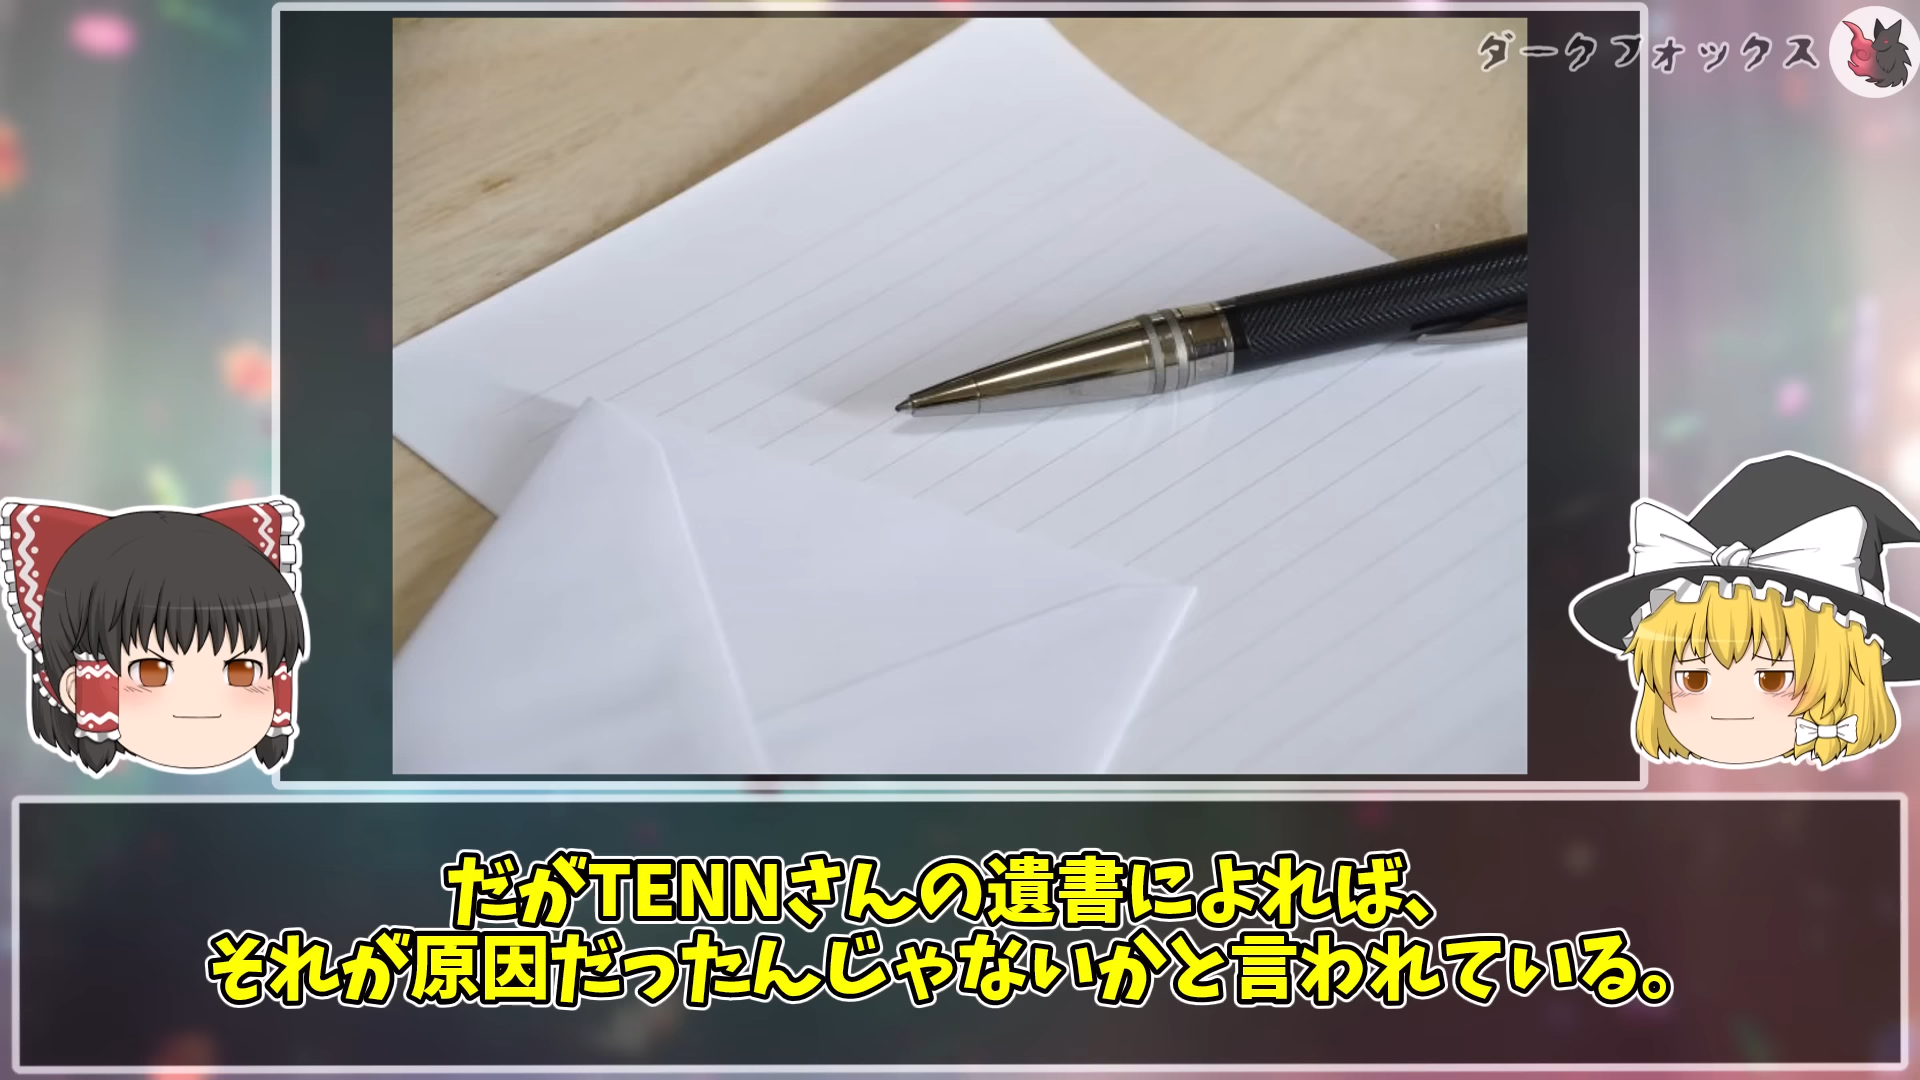 ダークフォックス
だがTENNさんの遺書によれば、
それが原因だったんじゃないかと言われている。